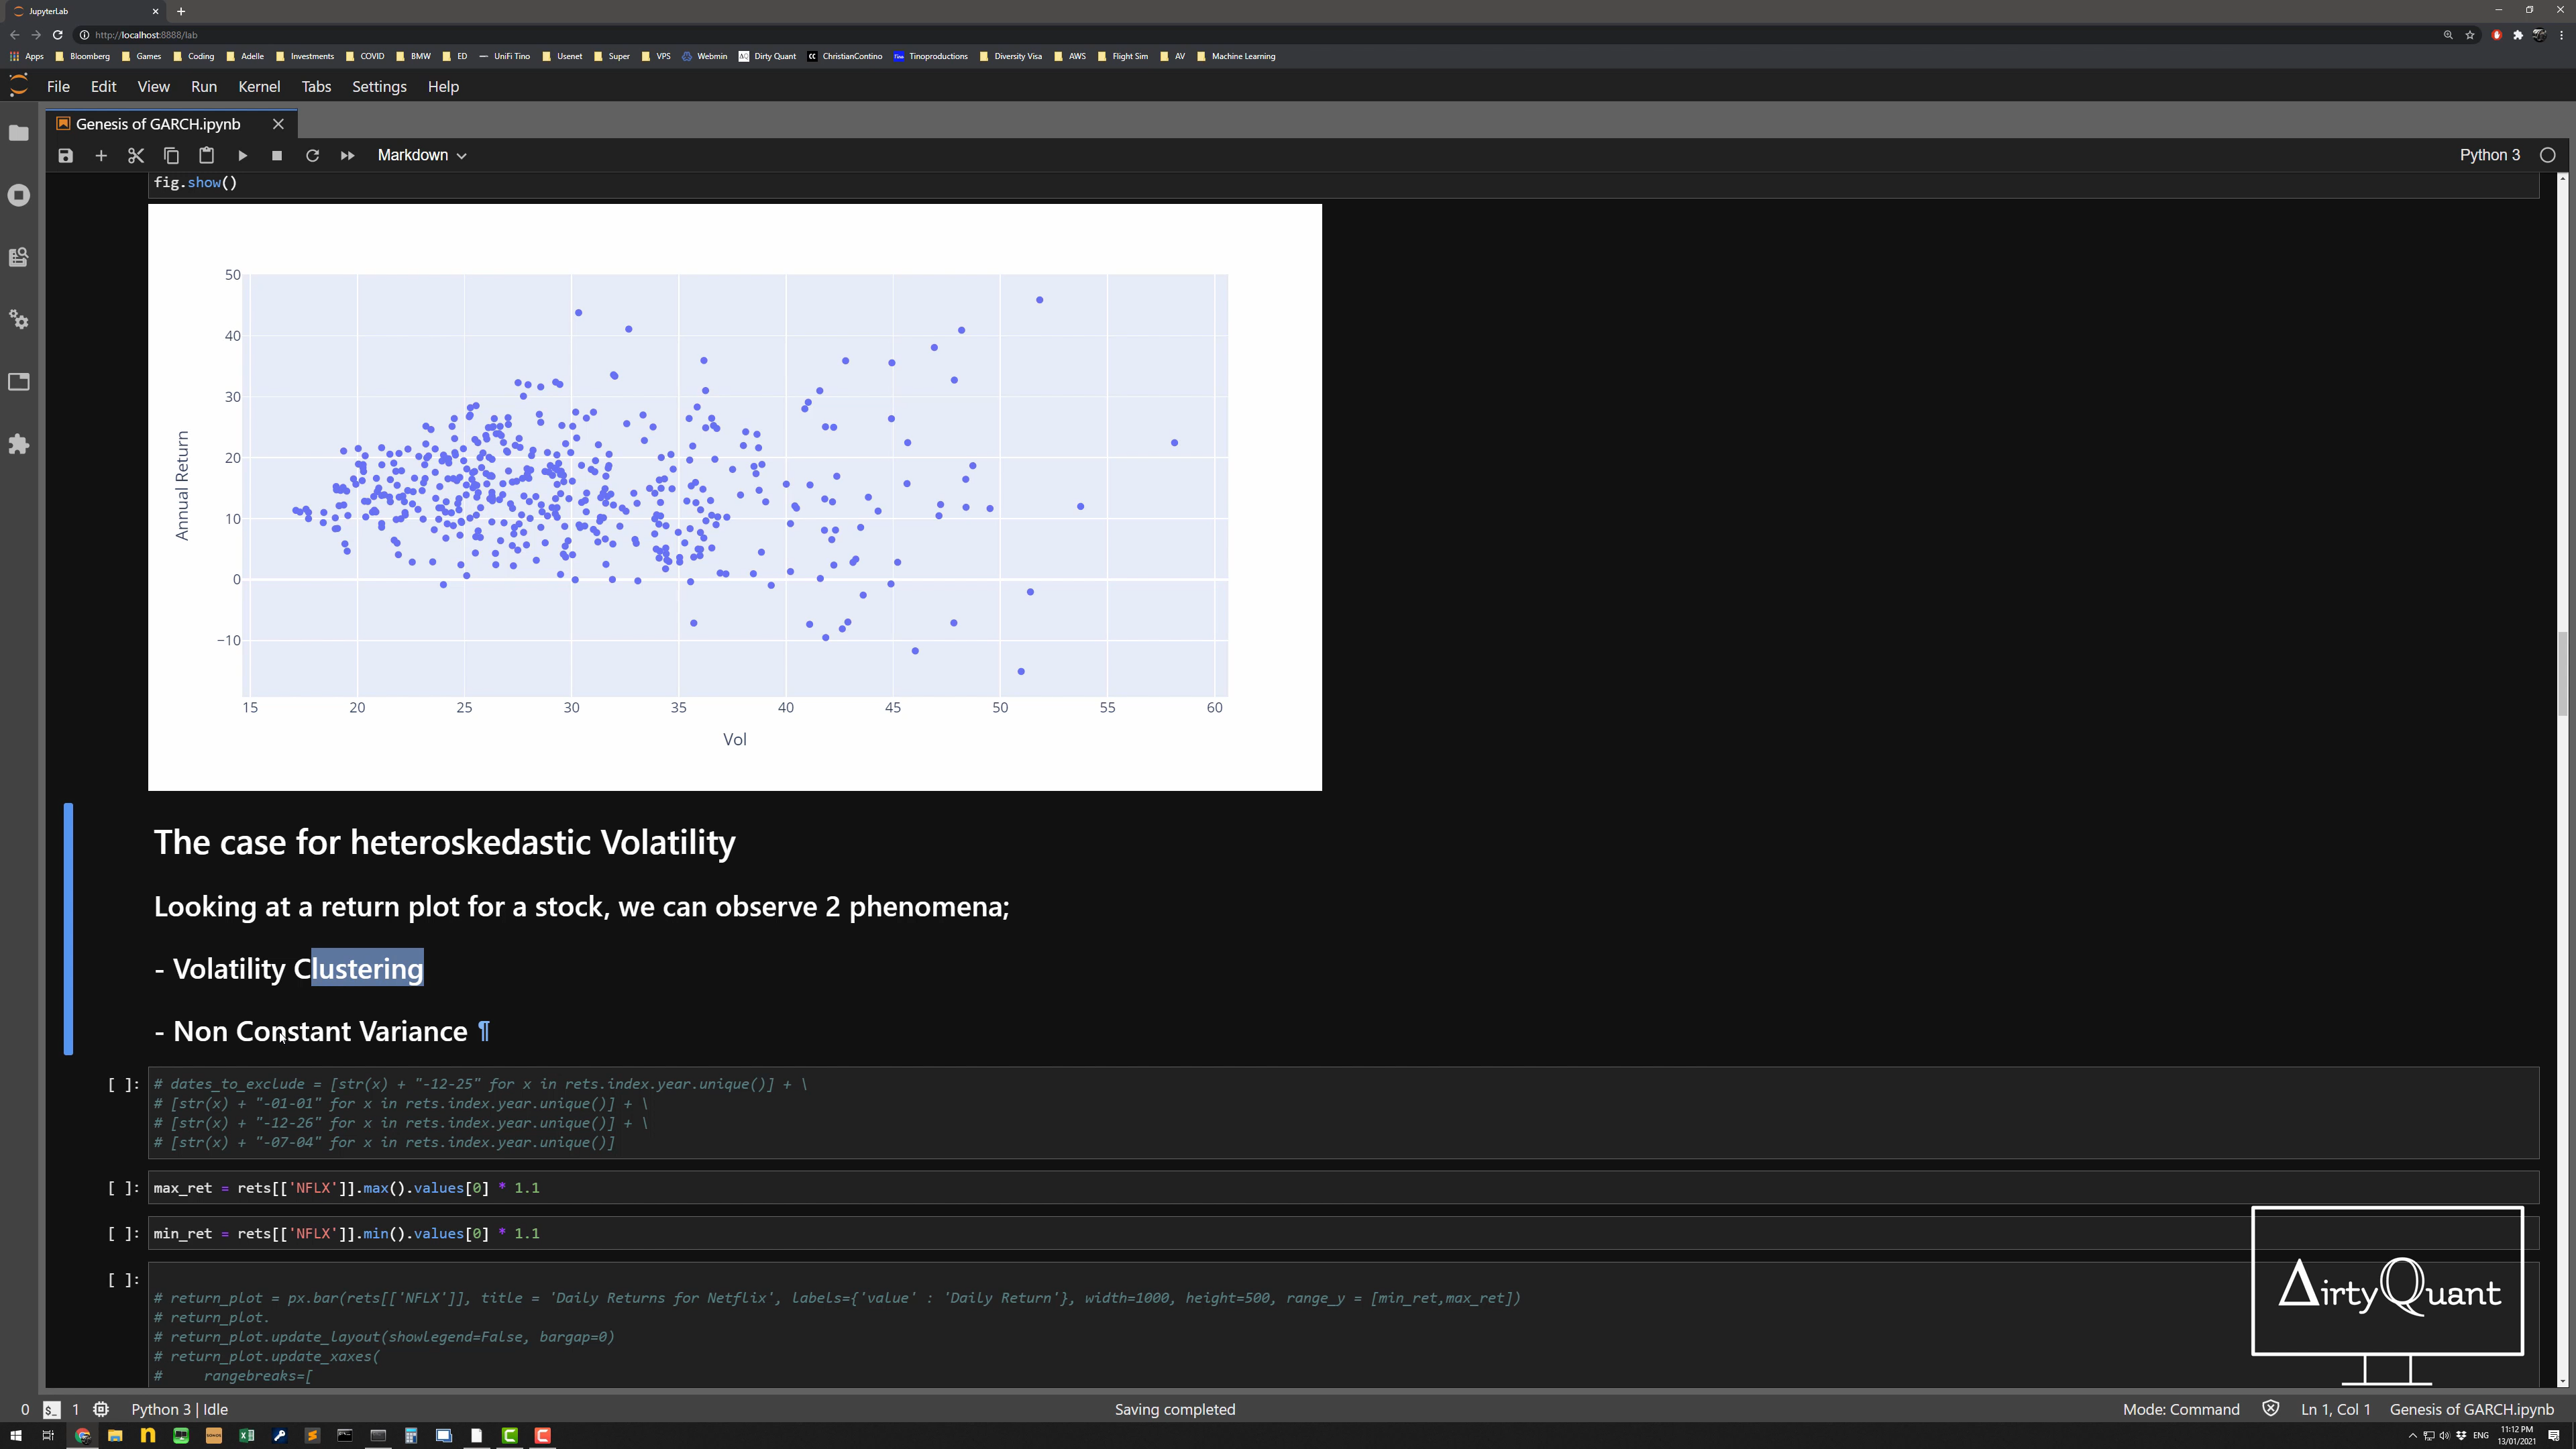 JupyterLab
http://localhost:8888/lab
Apps Bloomberg Games Coding Adelle Investments COVID BMW ED UniFi Tino Usenet Super VPS Webmin Dirty Quant ChristianContino Tinoproductions Diversity Visa AWS Flight Sim AV Machine Learning
File Edit View Run Kernel Tabs Settings Help
Genesis of GARCH.ipynb
Markdown Python 3
fig.show()
50
40
30
20
10
0
−10
Annual Return
15 20 25 30 35 40 45 50 55 60
Vol
The case for heteroskedastic Volatility
Looking at a return plot for a stock, we can observe 2 phenomena;
- Volatility Clustering
- Non Constant Variance ¶
[ ]: # dates_to_exclude = [str(x) + "-12-25" for x in rets.index.year.unique()] + \
# [str(x) + "-01-01" for x in rets.index.year.unique()] + \
# [str(x) + "-12-26" for x in rets.index.year.unique()] + \
# [str(x) + "-07-04" for x in rets.index.year.unique()]
[ ]: max_ret = rets[['NFLX']].max().values[0] * 1.1
[ ]: min_ret = rets[['NFLX']].min().values[0] * 1.1
[ ]:
# return_plot = px.bar(rets[['NFLX']], title = 'Daily Returns for Netflix', labels={'value' : 'Daily Return'}, width=1000, height=500, range_y = [min_ret,max_ret])
# return_plot.
# return_plot.update_layout(showlegend=False, bargap=0)
# return_plot.update_xaxes(
# rangebreaks=[
DirtyQuant
0 $_ 1 Python 3 | Idle Saving completed Mode: Command Ln 1, Col 1 Genesis of GARCH.ipynb
ENG 11:12 PM
13/01/2021